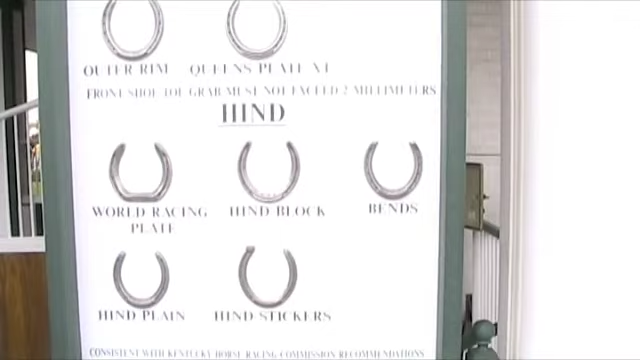 OUTER RIM QUEENS PLATE XT
FRONT SHOE TOE GRAB MUST NOT EXCEED 2 MILLIMETERS
HIND
WORLD RACING PLATE HIND BLOCK BENDS
HIND PLAIN HIND STICKERS
CONSISTENT WITH KENTUCKY HORSE RACING COMMISSION RECOMMENDATIONS